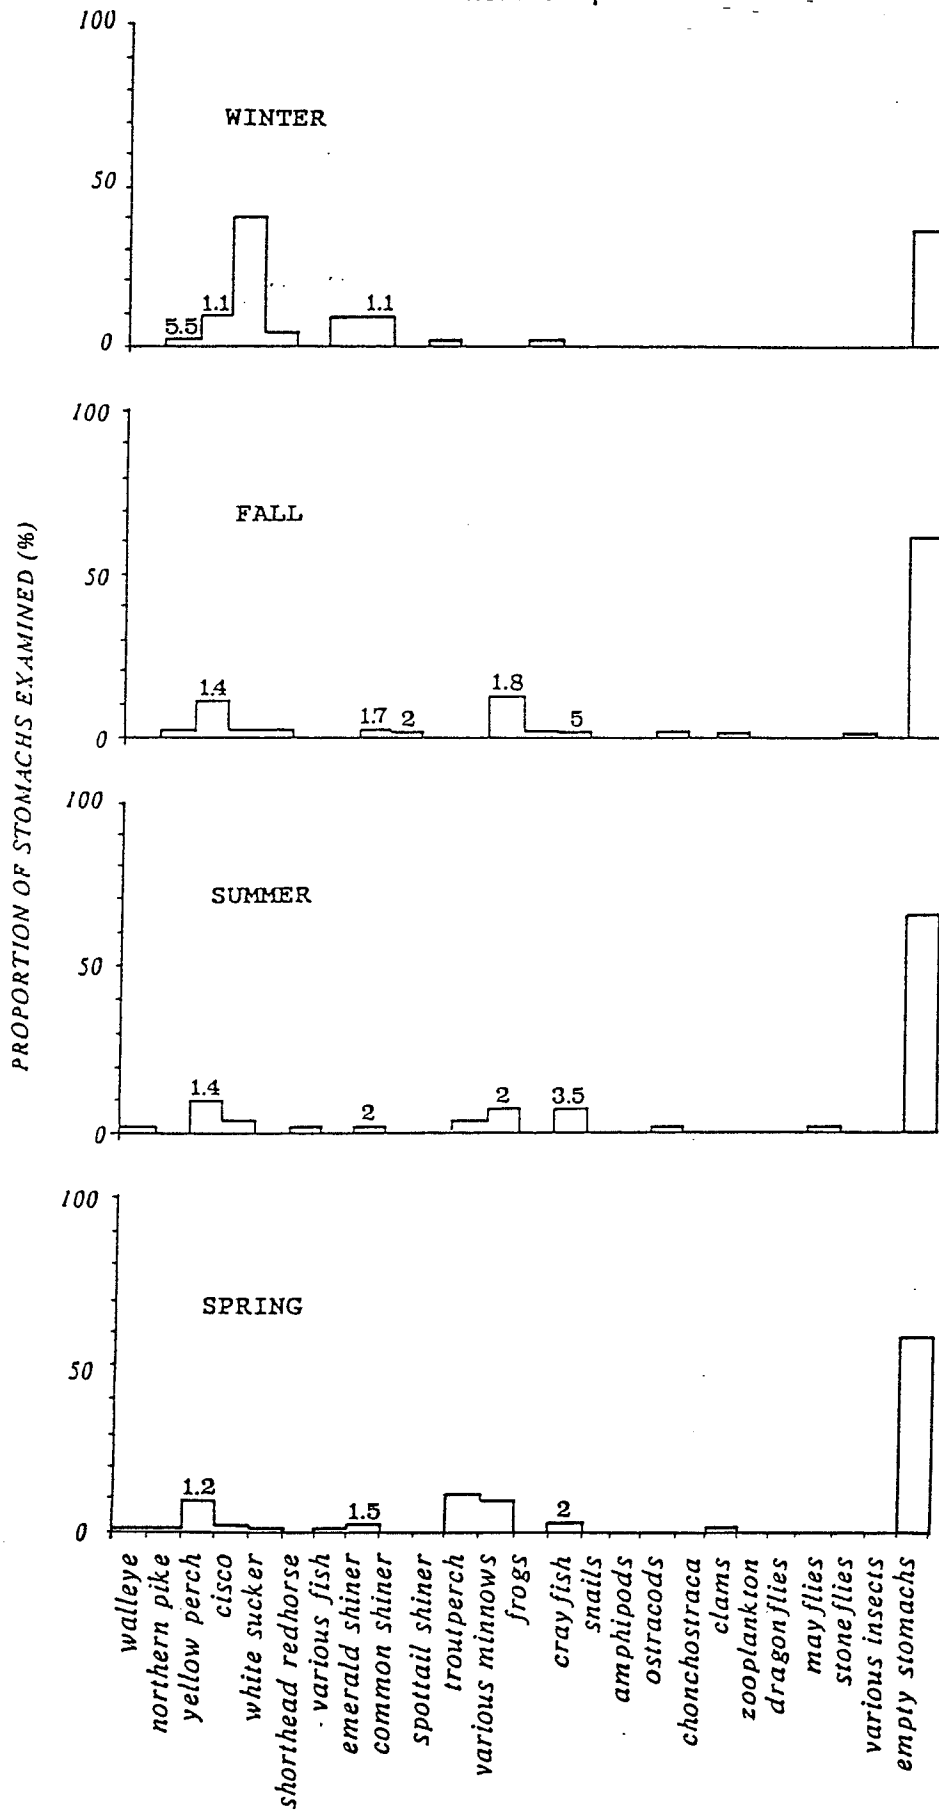 100
WINTER
50
5.5
1.1
1.1
0
100
FALL
50
1.4
1.7
2
1.8
5
0
PROPORTION OF STOMACHS EXAMINED (%)
100
SUMMER
50
1.4
2
2
3.5
0
100
SPRING
50
1.2
1.5
2
0
walleye
northern pike
yellow perch
cisco
white sucker
shorthead redhorse
various fish
emerald shiner
common shiner
spottail shiner
troutperch
various minnows
frogs
crayfish
snails
amphipods
ostracods
chonchostraca
clams
zooplankton
dragonflies
mayflies
stoneflies
various insects
empty stomachs